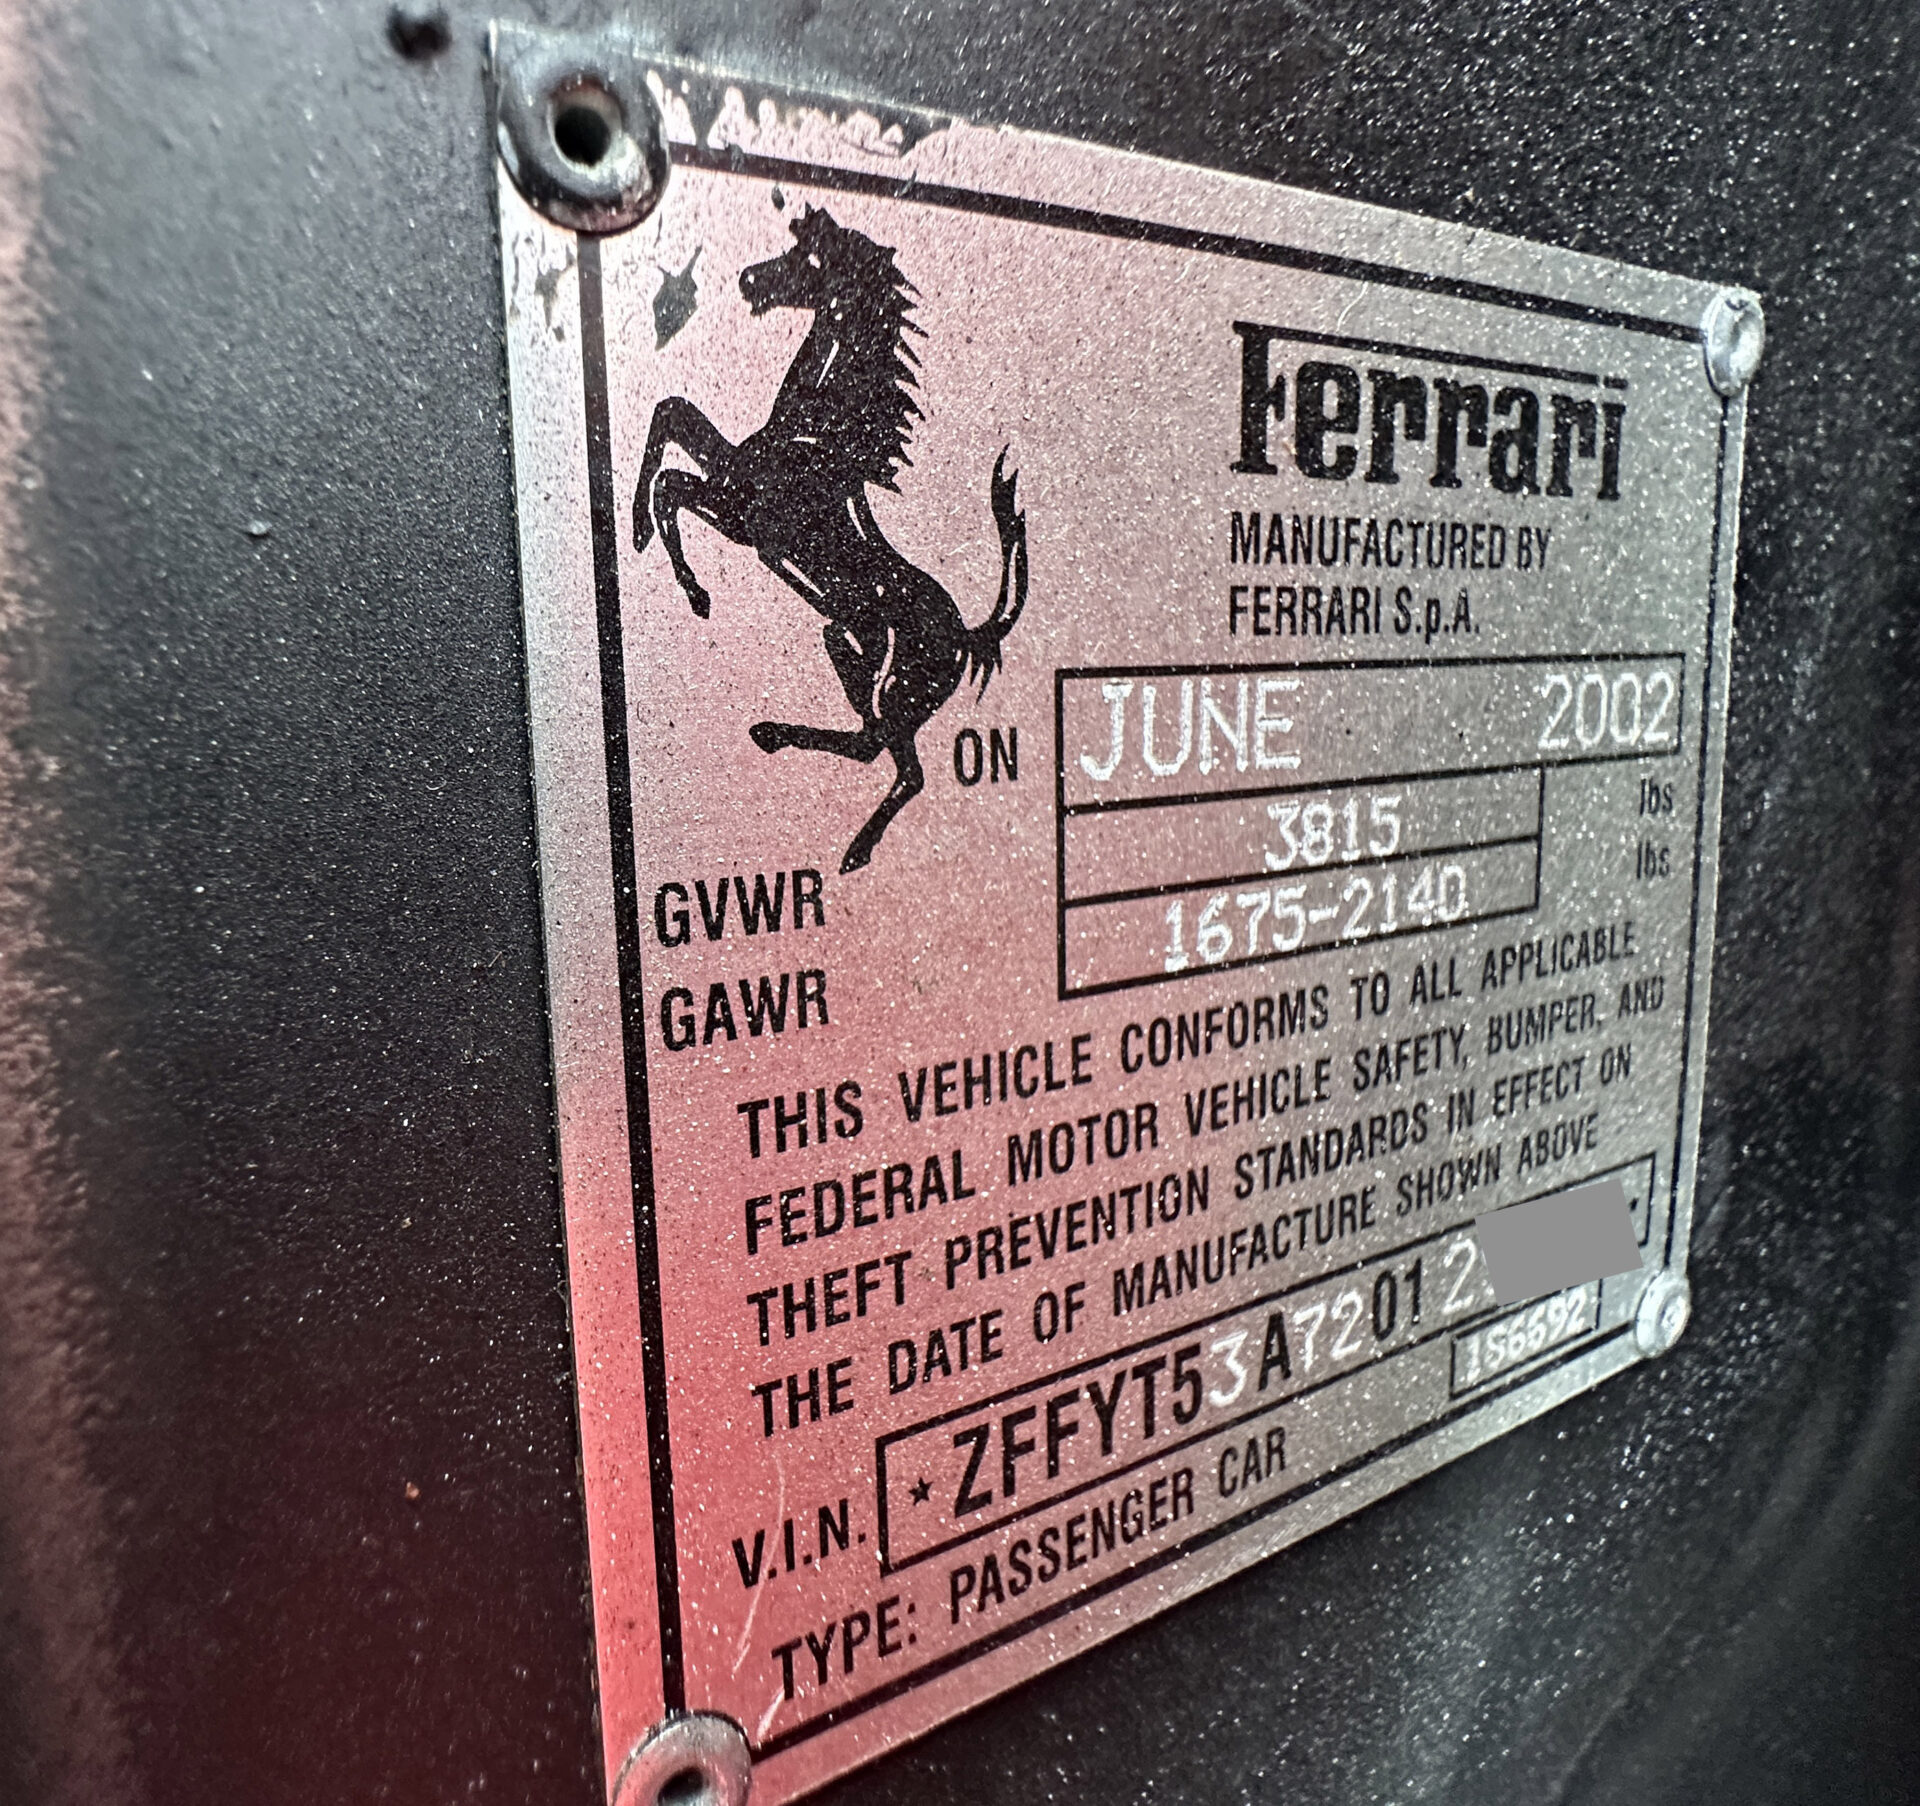 Ferrari
MANUFACTURED BY
FERRARI S.p.A.
ON JUNE 2002
GVWR 3815 lbs
GAWR 1675-2140 lbs
THIS VEHICLE CONFORMS TO ALL APPLICABLE
FEDERAL MOTOR VEHICLE SAFETY, BUMPER, AND
THEFT PREVENTION STANDARDS IN EFFECT ON
THE DATE OF MANUFACTURE SHOWN ABOVE
V.I.N. *ZFFYT53A72012
156692
TYPE: PASSENGER CAR